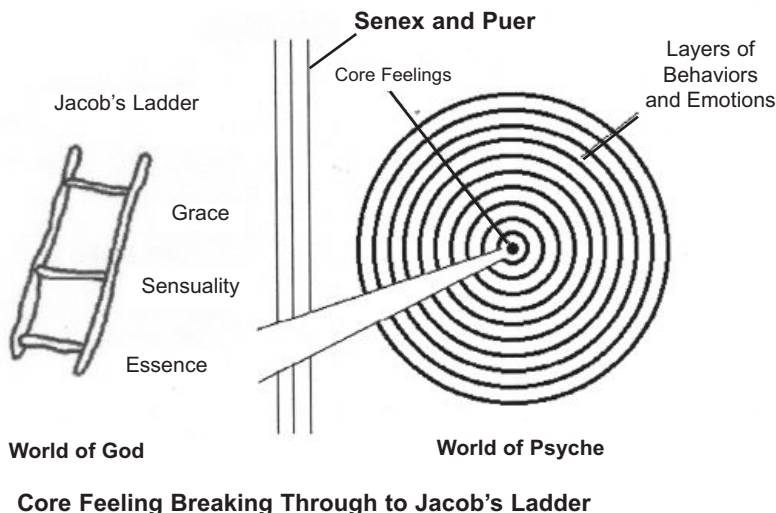 Senex and Puer
Layers of
Behaviors
and Emotions
Core Feelings
Jacob's Ladder
Grace
Sensuality
Essence
World of God
World of Psyche
Core Feeling Breaking Through to Jacob's Ladder